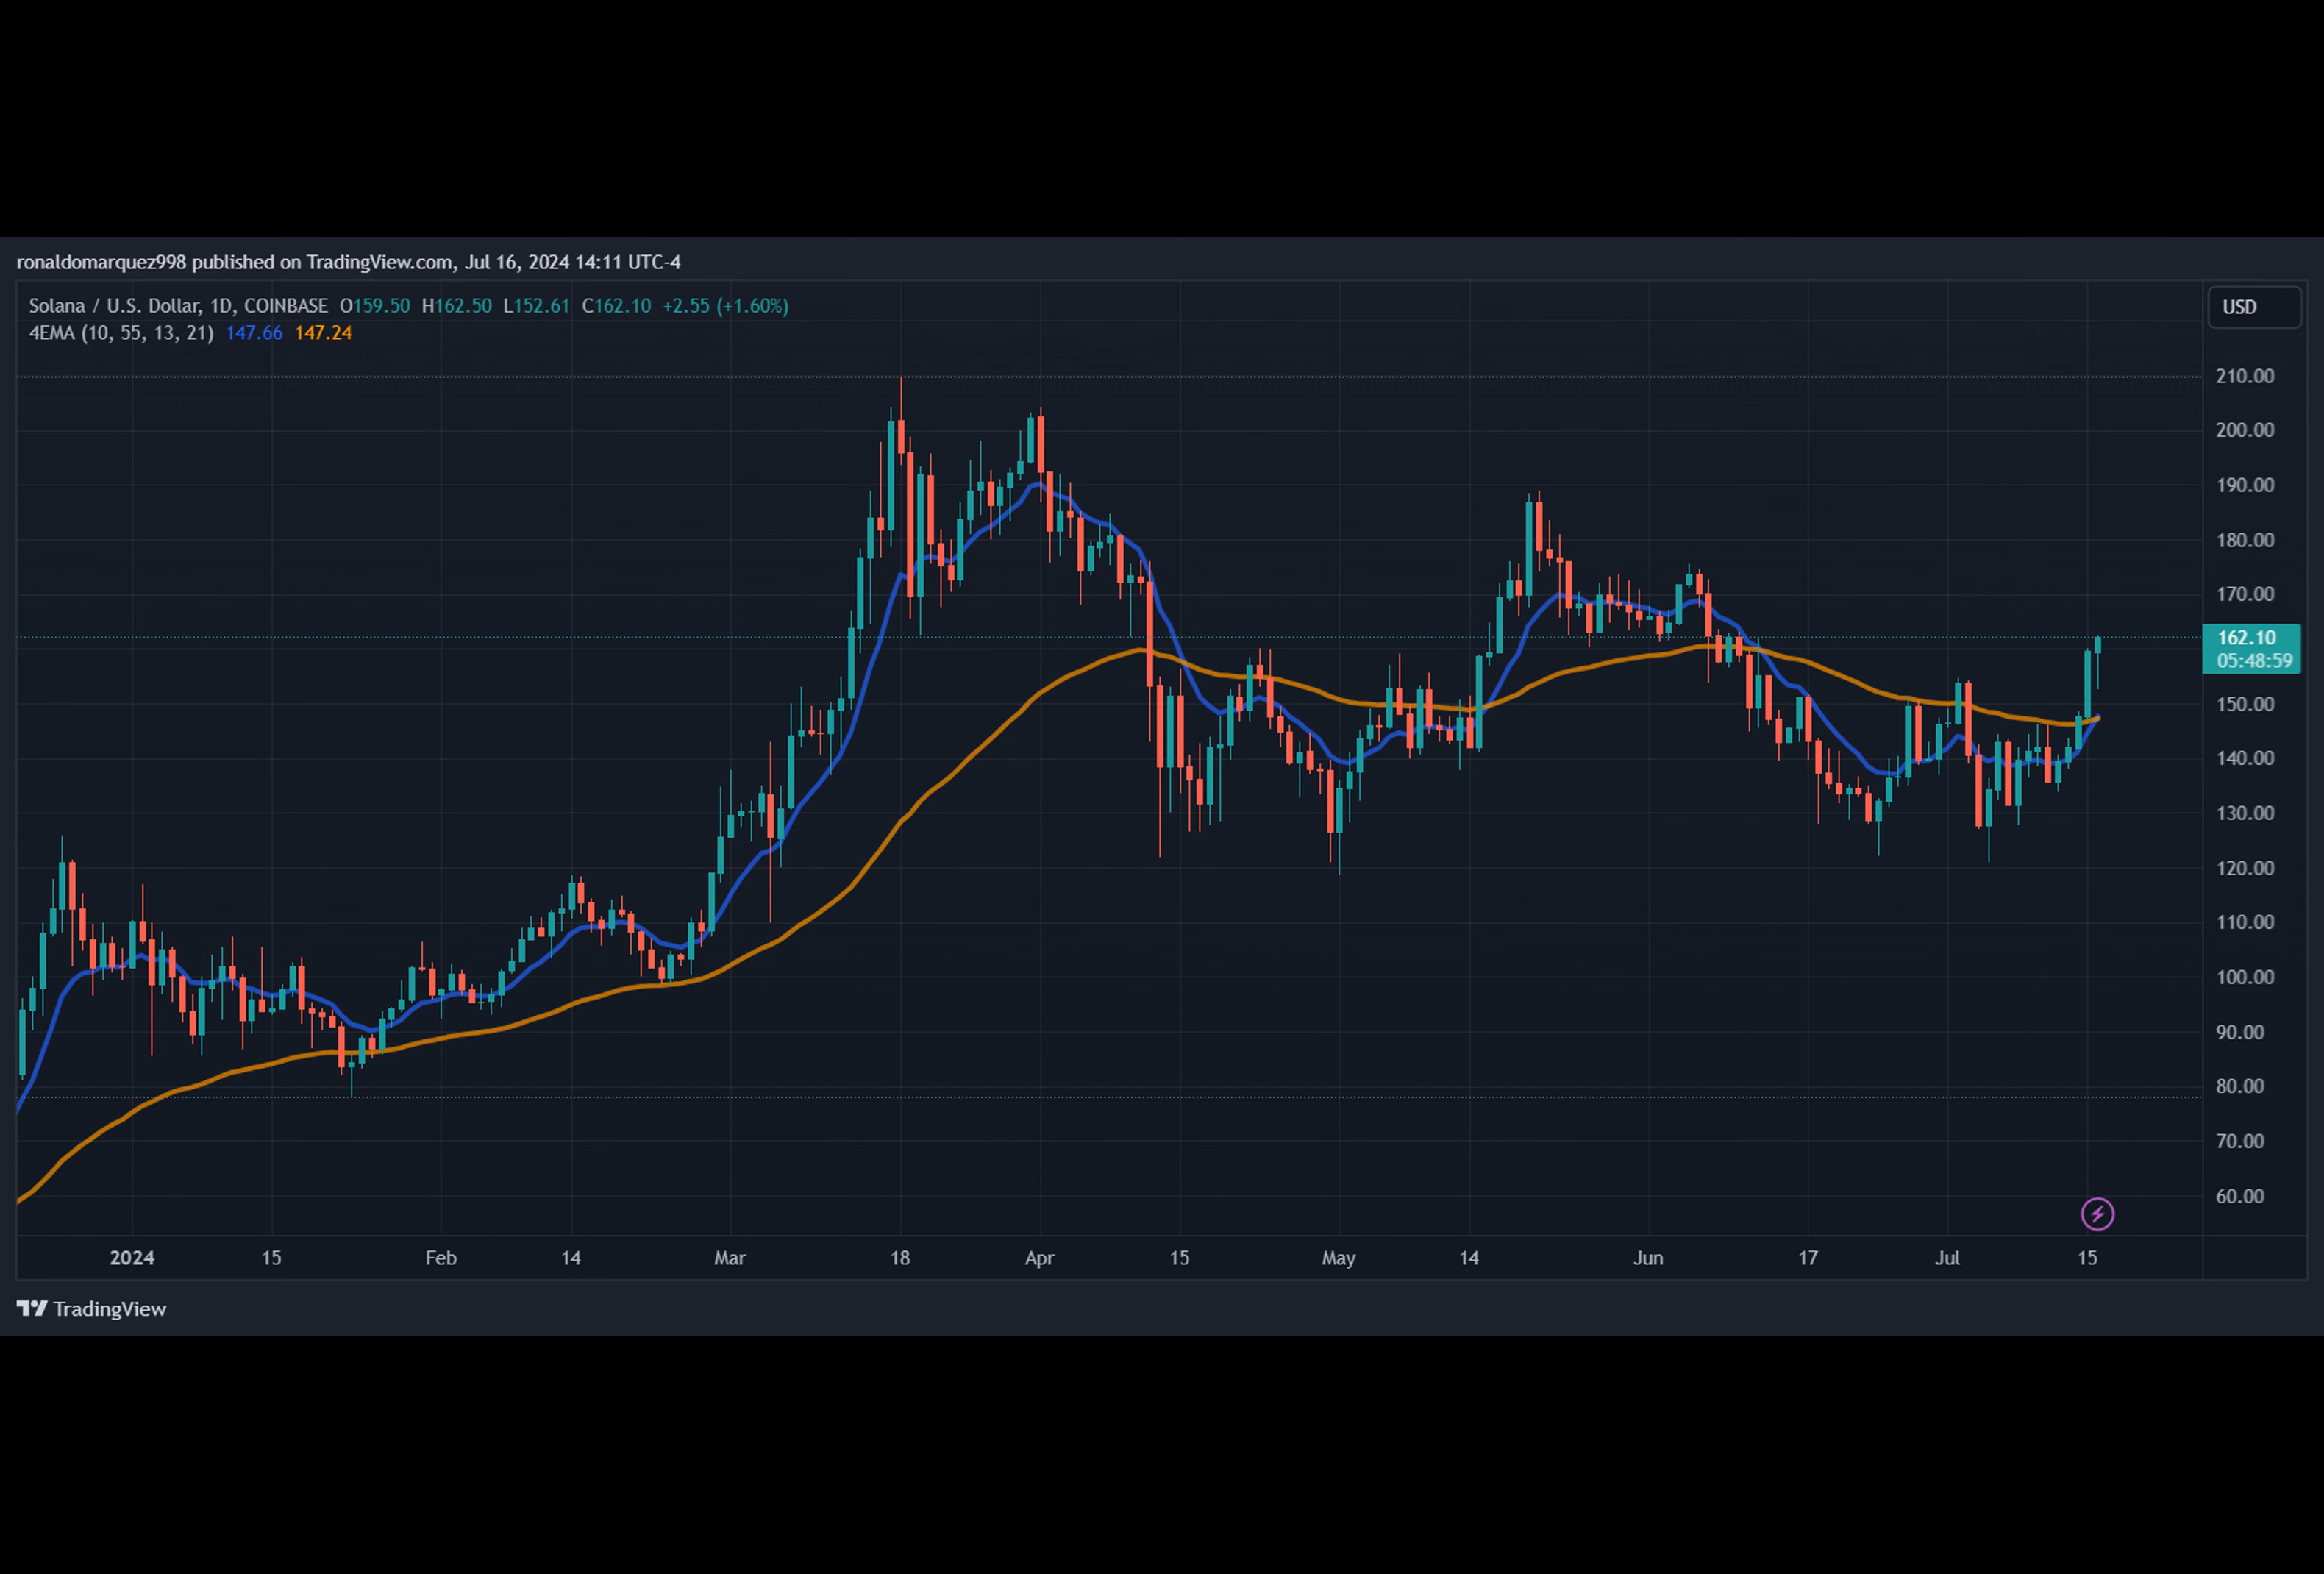 ronaldomarquez998 published on TradingView.com, Jul 16, 2024 14:11 UTC-4
Solana / U.S. Dollar, 1D, COINBASE O159.50 H162.50 L152.61 C162.10 +2.55 (+1.60%)
USD
4EMA (10, 55, 13, 21) 147.66 147.24
210.00
200.00
190.00
180.00
170.00
162.10
05:48:59
150.00
140.00
130.00
120.00
110.00
100.00
90.00
80.00
70.00
60.00
2024 15 Feb 14 Mar 18 Apr 15 May 14 Jun 17 Jul 15
TradingView